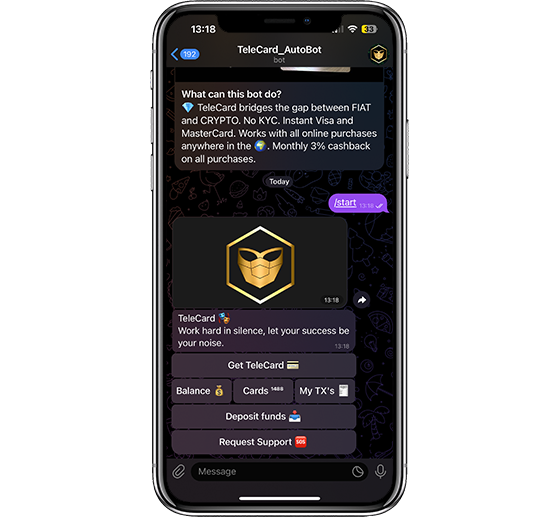 13:18
33
192
TeleCard_AutoBot
bot
What can this bot do?
💎 TeleCard bridges the gap between FIAT
and CRYPTO. No KYC. Instant Visa and
MasterCard. Works with all online purchases
anywhere in the 🌍. Monthly 3% cashback
on all purchases.
Today
/start 13:18
13:18
TeleCard 🎭
Work hard in silence, let your success be
your noise.
13:18
Get TeleCard 💳
Balance 💰 Cards ¹⁴⁸⁸ My TX's 🧾
Deposit funds 📩
Request Support 🆘
Message